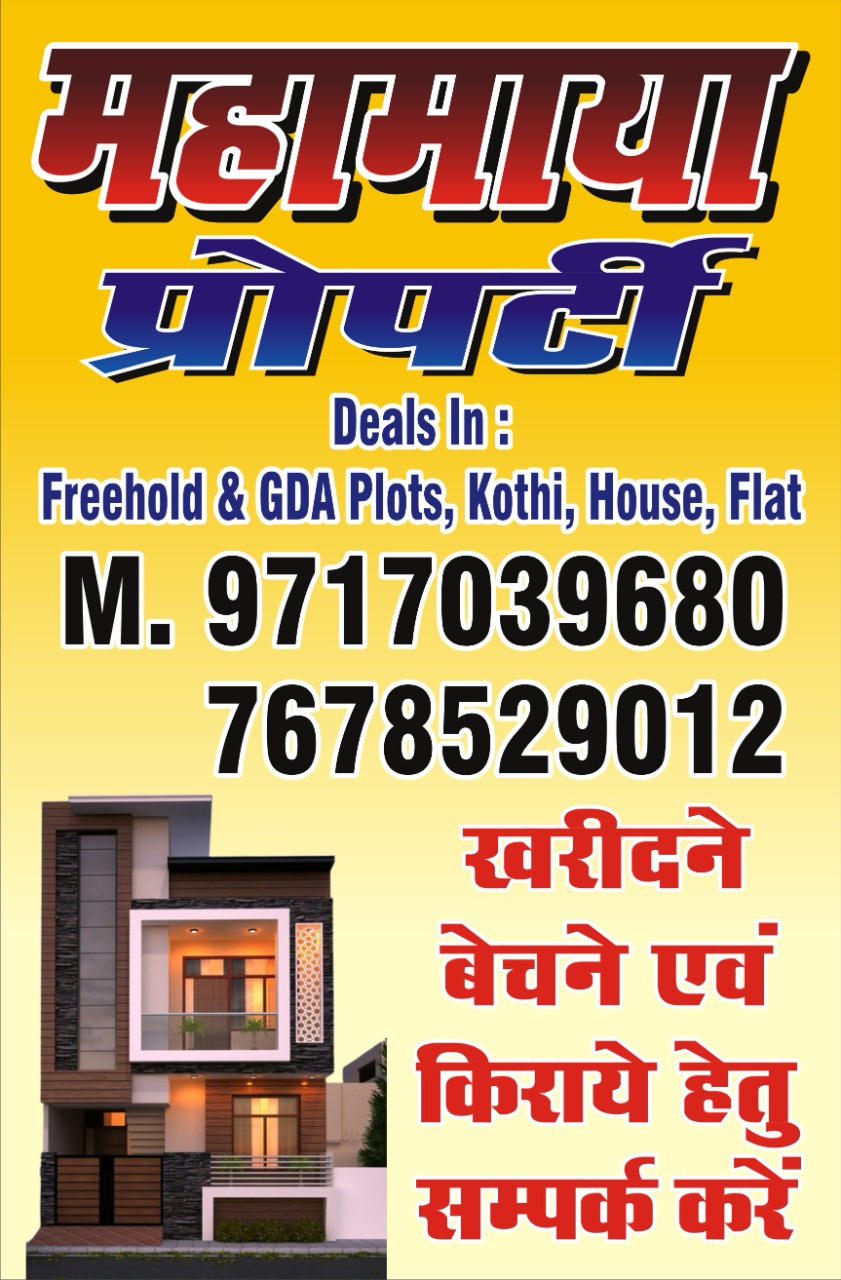 महामाया
प्रोपर्टी
Deals In :
Freehold & GDA Plots, Kothi, House, Flat
M. 9717039680
7678529012
खरीदने
बेचने एवं
किराये हेतु
सम्पर्क करें